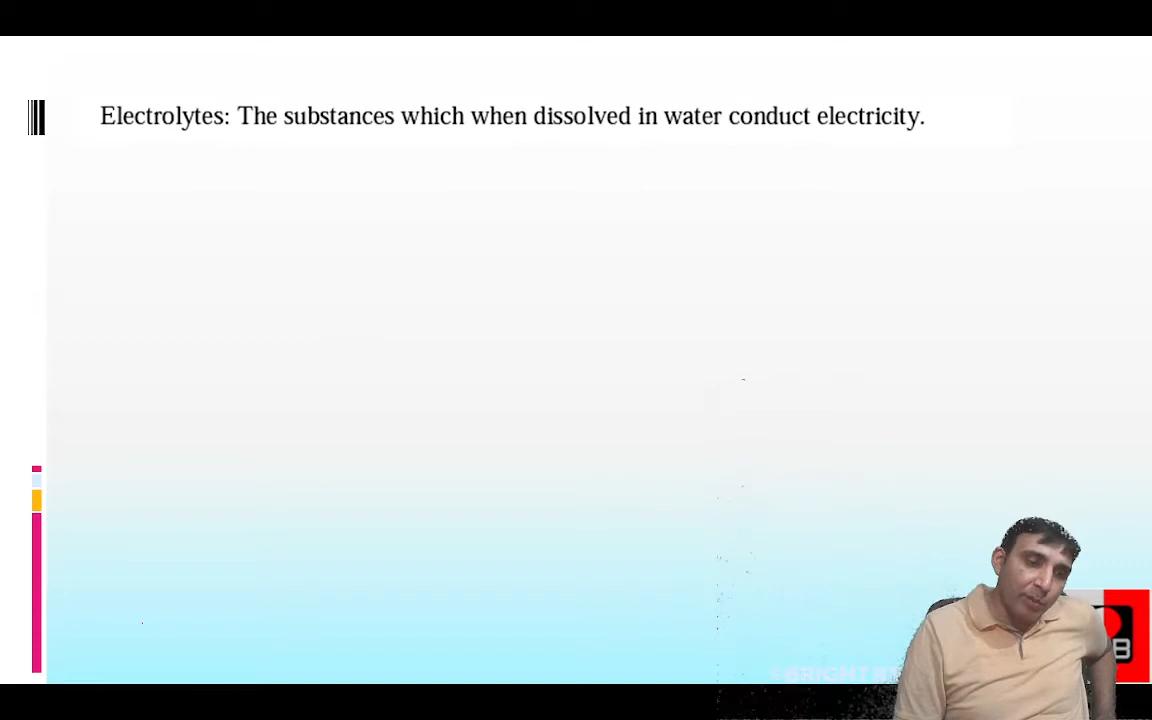 Electrolytes: The substances which when dissolved in water conduct electricity.